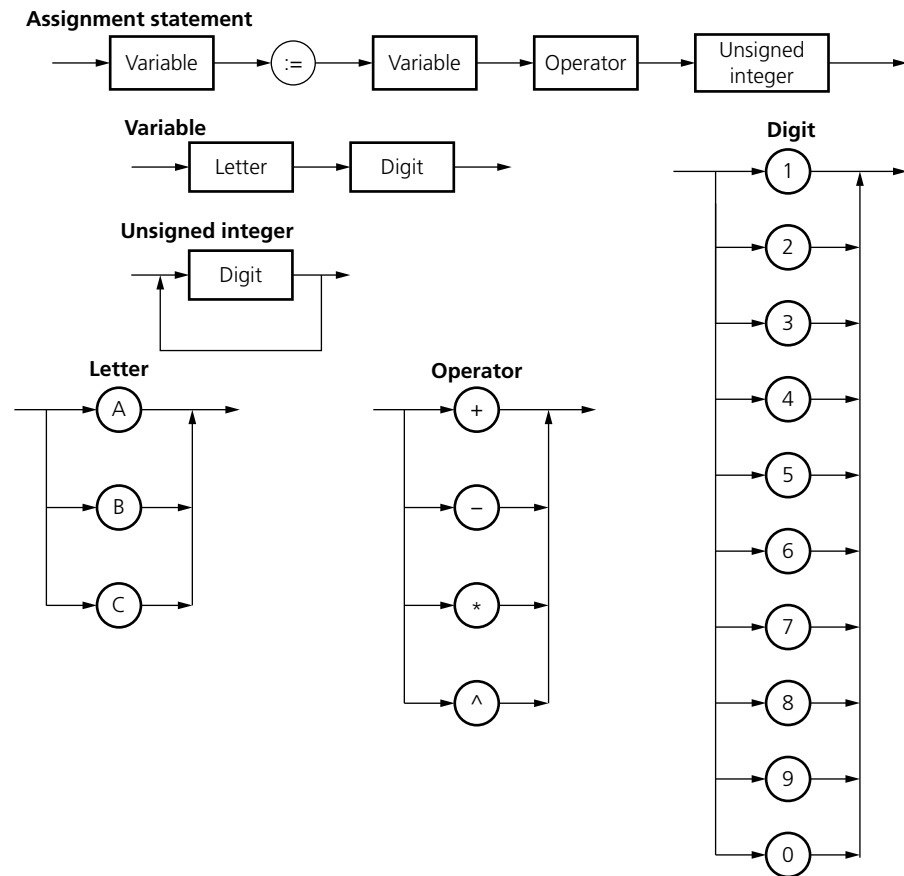 Assignment statement
Variable := Variable Operator Unsigned integer
Variable
Letter Digit
Unsigned integer
Digit
Letter
A
B
C
Operator
+
−
*
^
Digit
1
2
3
4
5
6
7
8
9
0